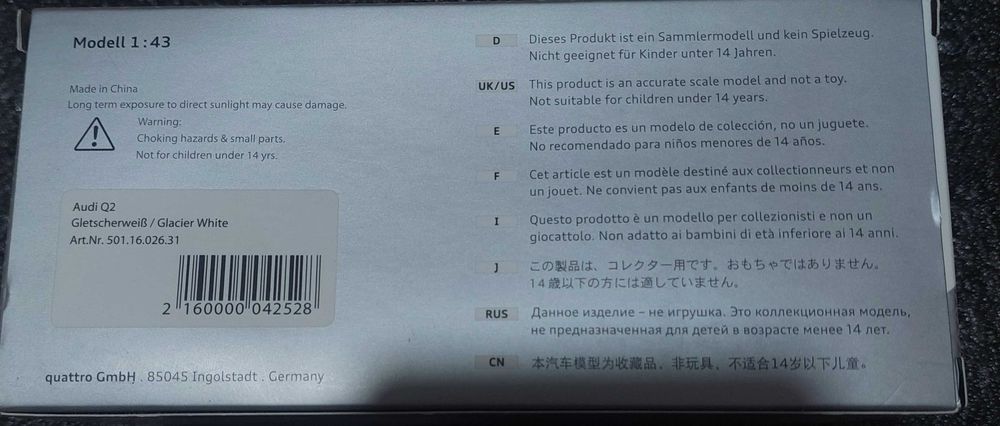 Modell 1:43
Made in China
Long term exposure to direct sunlight may cause damage.
Warning:
Choking hazards & small parts.
Not for children under 14 yrs.
Audi Q2
Gletscherweiß / Glacier White
Art.Nr. 501.16.026.31
2 160000 042528
quattro GmbH . 85045 Ingolstadt . Germany
D Dieses Produkt ist ein Sammlermodell und kein Spielzeug.
Nicht geeignet für Kinder unter 14 Jahren.
UK/US This product is an accurate scale model and not a toy.
Not suitable for children under 14 years.
E Este producto es un modelo de colección, no un juguete.
No recomendado para niños menores de 14 años.
F Cet article est un modèle destiné aux collectionneurs et non
un jouet. Ne convient pas aux enfants de moins de 14 ans.
I Questo prodotto è un modello per collezionisti e non un
giocattolo. Non adatto ai bambini di età inferiore ai 14 anni.
J この製品は、コレクター用です。おもちゃではありません。
14歳以下の方には適していません。
RUS Данное изделие – не игрушка. Это коллекционная модель,
не предназначенная для детей в возрасте менее 14 лет.
CN 本汽车模型为收藏品，非玩具，不适合14岁以下儿童。